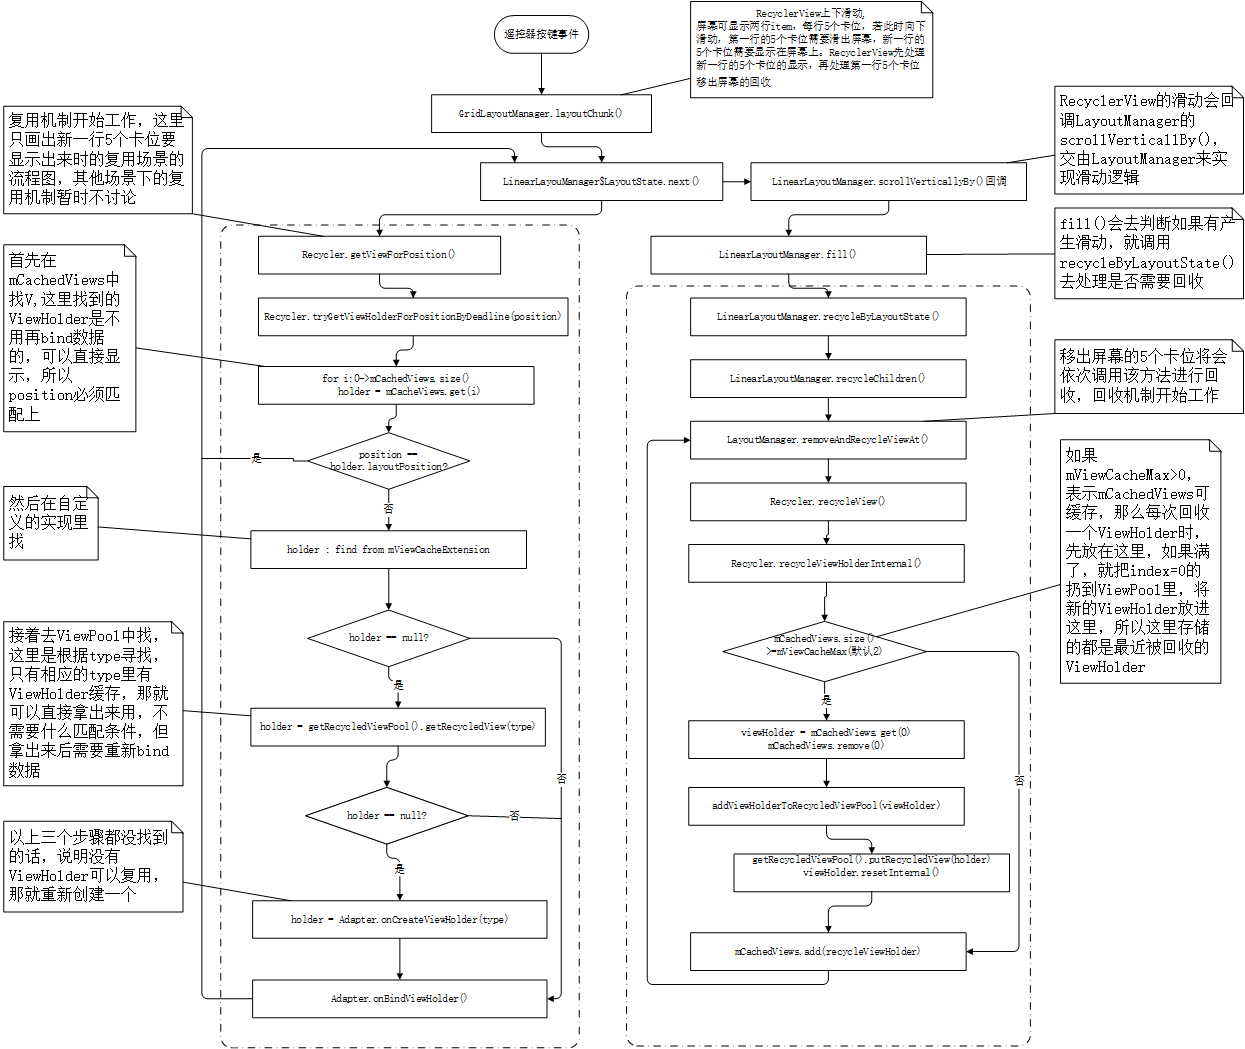 遥控器按键事件
RecyclerView上下滑动,
屏幕可显示两行item, 每行5个卡位, 若此时向下
滑动, 第一行的5个卡位需要滑出屏幕, 新一行的
5个卡位需要显示在屏幕上。RecyclerView先处理
新一行的5个卡位的显示, 再处理第一行5个卡位
移出屏幕的回收
GridLayoutManager.layoutChunk()
复用机制开始工作, 这里
只画出新一行5个卡位要
显示出来时的复用场景的
流程图, 其他场景下的复
用机制暂时不讨论
LinearLayouManager$LayoutState.next()
LinearLayoutManager.scrollVerticallyBy()回调
RecyclerView的滑动会回
调LayoutManager的
scrollVerticallBy(),
交由LayoutManager来实
现滑动逻辑
Recycler.getViewForPosition()
LinearLayoutManager.fill()
fill()会去判断如果有产
生滑动, 就调用
recycleByLayoutState()
去处理是否需要回收
首先在
mCachedViews中
找V,这里找到的
ViewHolder是不
用再bind数据
的, 可以直接显
示, 所以
position必须匹
配上
Recycler.tryGetViewHolderForPositionByDeadline(position)
LinearLayoutManager.recycleByLayoutState()
for i:0->mCachedViews.size()
holder = mCacheViews.get(i)
LinearLayoutManager.recycleChildren()
移出屏幕的5个卡位将会
依次调用该方法进行回
收, 回收机制开始工作
position ==
holder.layoutPosition?
是
否
LayoutManager.removeAndRecycleViewAt()
然后在自定
义的实现里
找
holder : find from mViewCacheExtension
Recycler.recycleView()
Recycler.recycleViewHolderInternal()
如果
mViewCacheMax>0,
表示mCachedViews可
缓存, 那么每次回收
一个ViewHolder时,
先放在这里, 如果满
了, 就把index=0的
扔到ViewPool里, 将
新的ViewHolder放进
这里, 所以这里存储
的都是最近被回收的
ViewHolder
holder == null?
是
否
mCachedViews.size()
>=mViewCacheMax(默认2)
是
否
接着去ViewPool中找,
这里是根据type寻找,
只有相应的type里有
ViewHolder缓存, 那就
可以直接拿出来用, 不
需要什么匹配条件, 但
拿出来后需要重新bind
数据
holder = getRecycledViewPool().getRecycledView(type)
viewHolder = mCachedViews.get(0)
mCachedViews.remove(0)
addViewHolderToRecycledViewPool(viewHolder)
holder == null?
否
是
getRecycledViewPool().putRecycledView(holder)
viewHolder.resetInternal()
以上三个步骤都没找到
的话, 说明没有
ViewHolder可以复用,
那就重新创建一个
holder = Adapter.onCreateViewHolder(type)
mCachedViews.add(recycleViewHolder)
Adapter.onBindViewHolder()